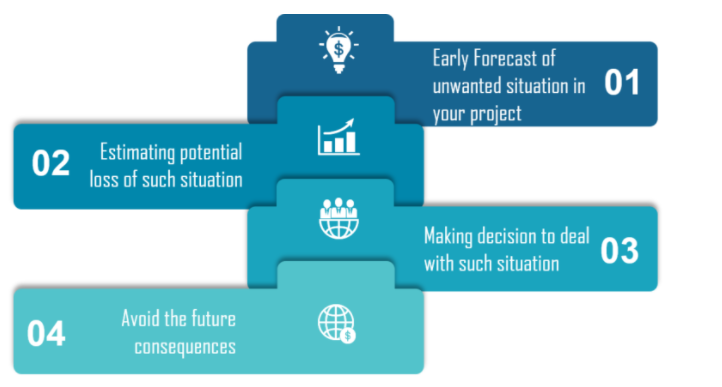 $
Early Forecast of
unwanted situation in
your project
01
02
Estimating potential
loss of such situation
Making decision to deal
with such situation
03
04
Avoid the future
consequences
$